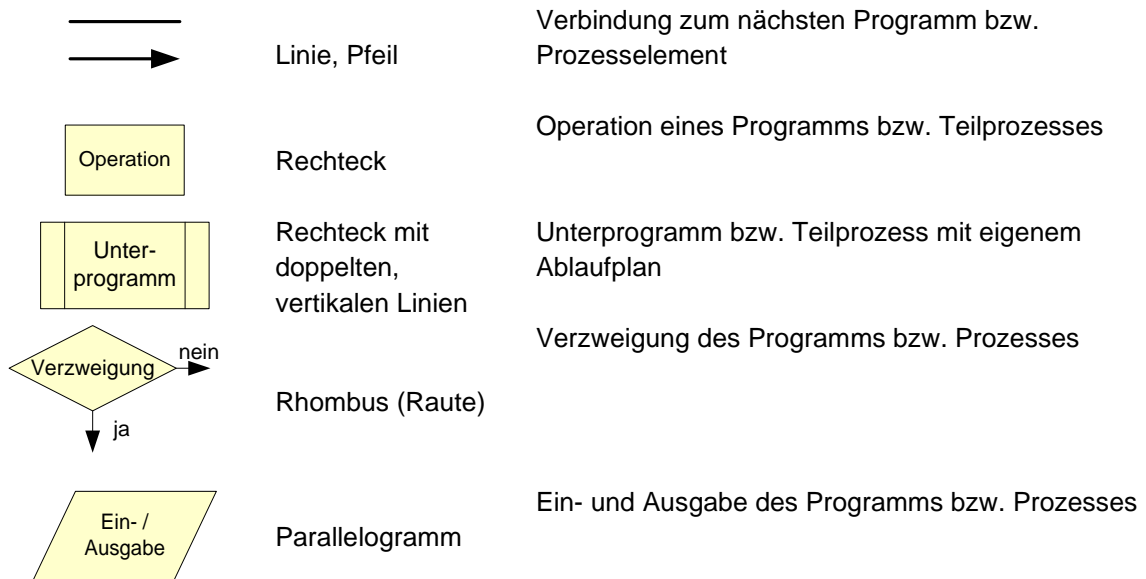 Linie, Pfeil
Verbindung zum nächsten Programm bzw.
Prozesselement
Operation
Rechteck
Operation eines Programms bzw. Teilprozesses
Unter-
programm
Rechteck mit
doppelten,
vertikalen Linien
Unterprogramm bzw. Teilprozess mit eigenem
Ablaufplan
Verzweigung
nein
ja
Rhombus (Raute)
Verzweigung des Programms bzw. Prozesses
Ein- /
Ausgabe
Parallelogramm
Ein- und Ausgabe des Programms bzw. Prozesses